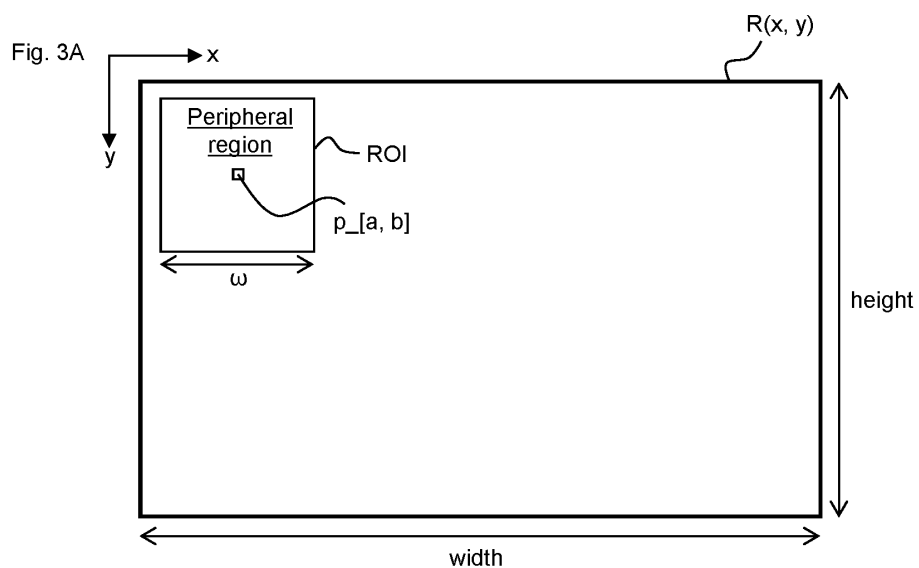 R(x, y)
Fig. 3A
x
y
Peripheral
region
ROI
p_[a, b]
ω
height
width